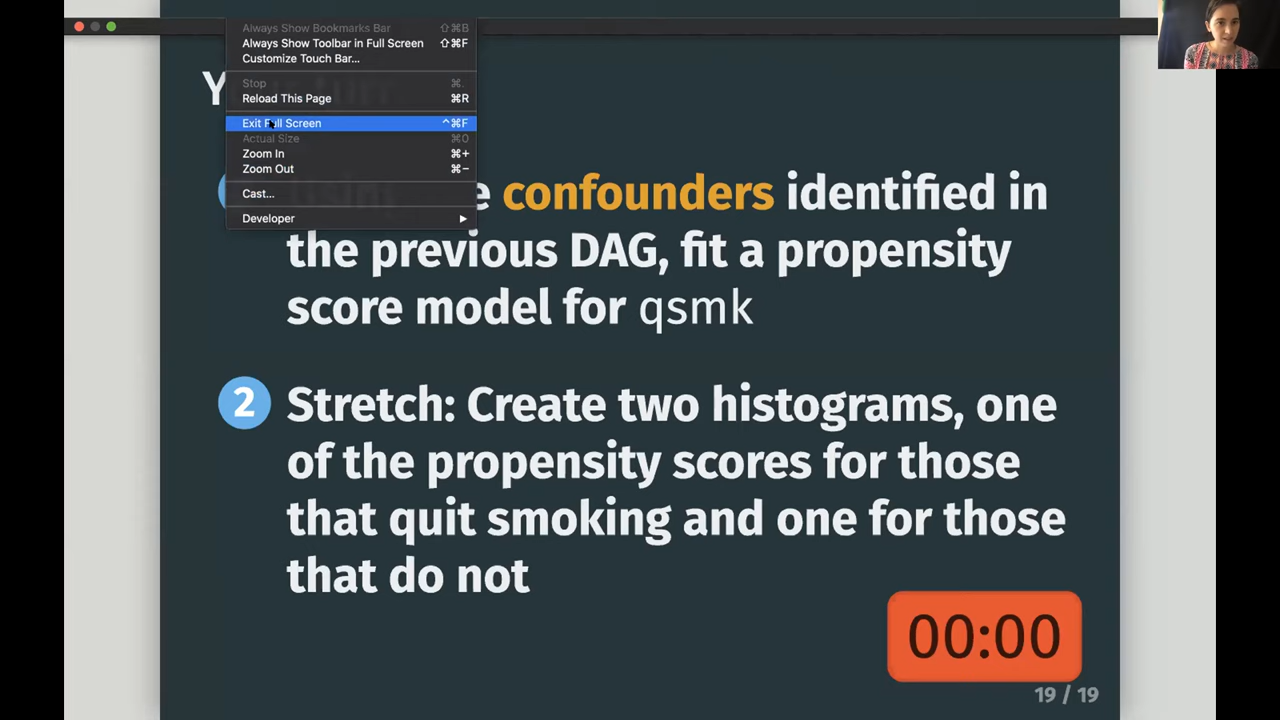 Always Show Bookmarks Bar ⇧⌘B
Always Show Toolbar in Full Screen ⇧⌘F
Customize Touch Bar...
Stop ⌘.
Reload This Page ⌘R
Exit Full Screen ^⌘F
Actual Size ⌘0
Zoom In ⌘+
Zoom Out ⌘−
Cast...
Developer
confounders identified in
the previous DAG, fit a propensity
score model for qsmk
2 Stretch: Create two histograms, one
of the propensity scores for those
that quit smoking and one for those
that do not
00:00
19 / 19